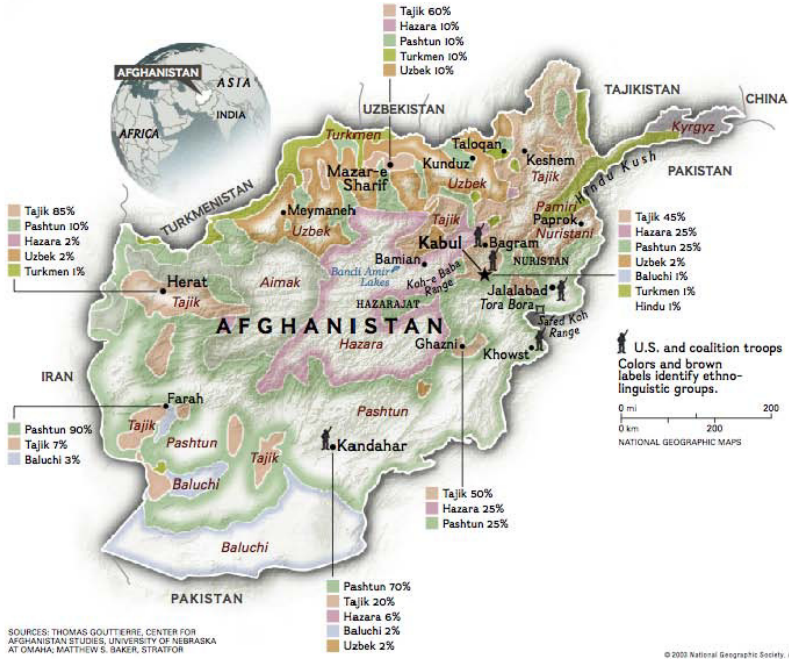 Tajik 60%
Hazara 10%
Pashtun 10%
Turkmen 10%
Uzbek 10%
AFGHANISTAN
ASIA
INDIA
AFRICA
UZBEKISTAN
TAJIKISTAN
CHINA
Turkmen
Taloqan
Kunduz
Keshem
Kyrgyz
Mazar-e
Sharif
Uzbek
Tajik
Hindu Kush
PAKISTAN
TURKMENISTAN
Meymaneh
Uzbek
Tajik
Pamiri
Paprok
Nuristani
Tajik 85%
Pashtun 10%
Hazara 2%
Uzbek 2%
Turkmen 1%
Tajik 45%
Hazara 25%
Pashtun 25%
Uzbek 2%
Baluchi 1%
Turkmen 1%
Hindu 1%
Kabul
Bagram
Bamian
NURISTAN
Herat
Tajik
Aimak
Bandi Amir
Lakes
Koh-e Baba
Range
HAZARAJAT
Jalalabad
Tora Bora
Safed Koh
Range
AFGHANISTAN
Hazara
Ghazni
Khowst
U.S. and coalition troops
Colors and brown
labels identify ethno-
linguistic groups.
0 mi 200
0 km 200
NATIONAL GEOGRAPHIC MAPS
IRAN
Farah
Tajik
Pashtun
Pashtun
Pashtun 90%
Tajik 7%
Baluchi 3%
Tajik
Kandahar
Baluchi
Tajik 50%
Hazara 25%
Pashtun 25%
Baluchi
PAKISTAN
Pashtun 70%
Tajik 20%
Hazara 6%
Baluchi 2%
Uzbek 2%
SOURCES: THOMAS GOUTTIERRE, CENTER FOR
AFGHANISTAN STUDIES, UNIVERSITY OF NEBRASKA
AT OMAHA; MATTHEW S. BAKER, STRATFOR
© 2003 National Geographic Society,